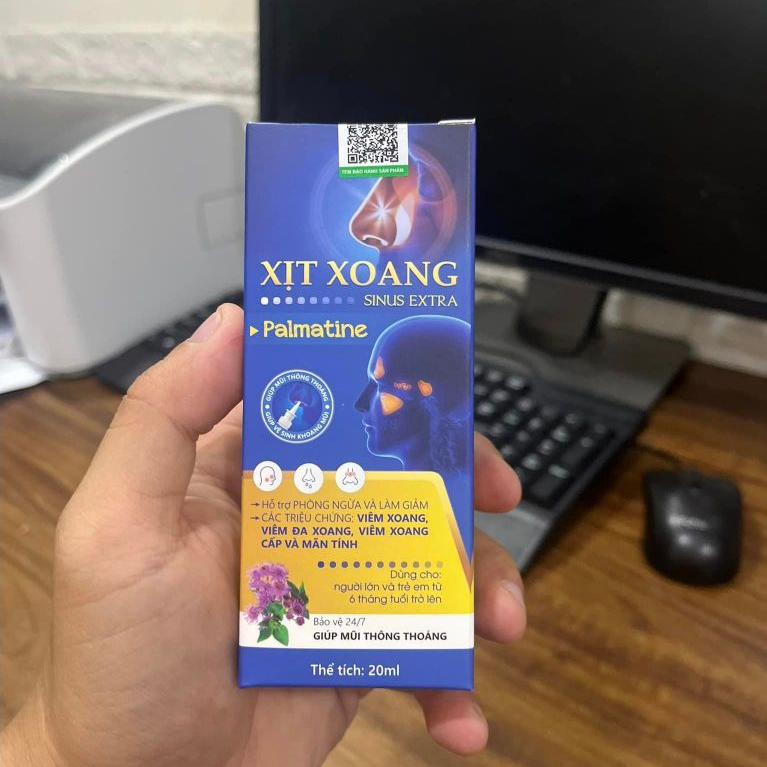 TEM BẢO HÀNH SẢN PHẨM
XỊT XOANG
SINUS EXTRA
Palmatine
GIÚP MŨI THÔNG THOÁNG
GIÚP VỆ SINH KHOANG MŨI
Hỗ trợ PHÒNG NGỪA VÀ LÀM GIẢM
CÁC TRIỆU CHỨNG: VIÊM XOANG,
VIÊM ĐA XOANG, VIÊM XOANG
CẤP VÀ MÃN TÍNH
Dùng cho:
người lớn và trẻ em từ
6 tháng tuổi trở lên
Bảo vệ 24/7
GIÚP MŨI THÔNG THOÁNG
Thể tích: 20ml